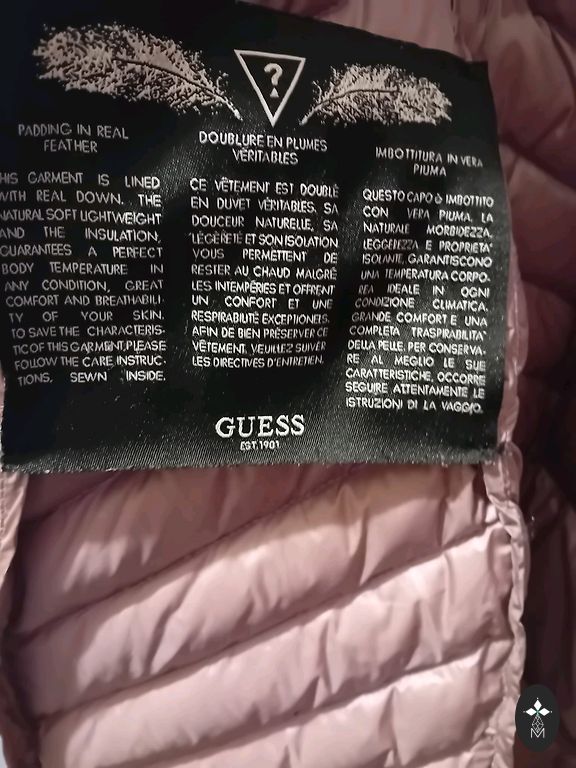 ?
PADDING IN REAL
FEATHER
HIS GARMENT IS LINED
WITH REAL DOWN. THE
NATURAL SOFT LIGHTWEIGHT
AND THE INSULATION,
GUARANTEES A PERFECT
BODY TEMPERATURE IN
ANY CONDITION, GREAT
COMFORT AND BREATHABILI-
TY OF YOUR SKIN.
TO SAVE THE CHARACTERIS-
TIC OF THIS GARMENT,PLEASE
FOLLOW THE CARE INSTRUC-
TIONS, SEWN INSIDE.
DOUBLURE EN PLUMES
VÉRITABLES
CE VÊTEMENT EST DOUBLÉ
EN DUVET VÉRITABLES. SA
DOUCEUR NATURELLE, SA
LÉGÈRETÉ ET SON ISOLATION
VOUS PERMETTENT DE
RESTER AU CHAUD MALGRÉ
LES INTEMPÉRIES ET OFFRENT
UN CONFORT ET UNE
RESPIRABILITÉ EXCEPTIONELS.
AFIN DE BIEN PRÉSERVER CE
VÊTEMENT, VEUILLEZ SUIVER
LES DIRECTIVES D'ENTRETIEN.
IMBOTTITURA IN VERA
PIUMA
QUESTO CAPO È IMBOTTITO
CON VERA PIUMA. LA
NATURALE MORBIDEZZA,
LEGGEREZZA E PROPRIETA'
ISOLANTE, GARANTISCONO
UNA TEMPERATURA CORPO-
REA IDEALE IN OGNI
CONDIZIONE CLIMATICA.
GRANDE COMFORT E UNA
COMPLETA TRASPIRABILITA'
DELLA PELLE. PER CONSERVA-
RE AL MEGLIO LE SUE
CARATTERISTICHE, OCCORRE
SEGUIRE ATTENTAMENTE LE
ISTRUZIONI DI LA VAGGIO.
GUESS
EST. 1981
M